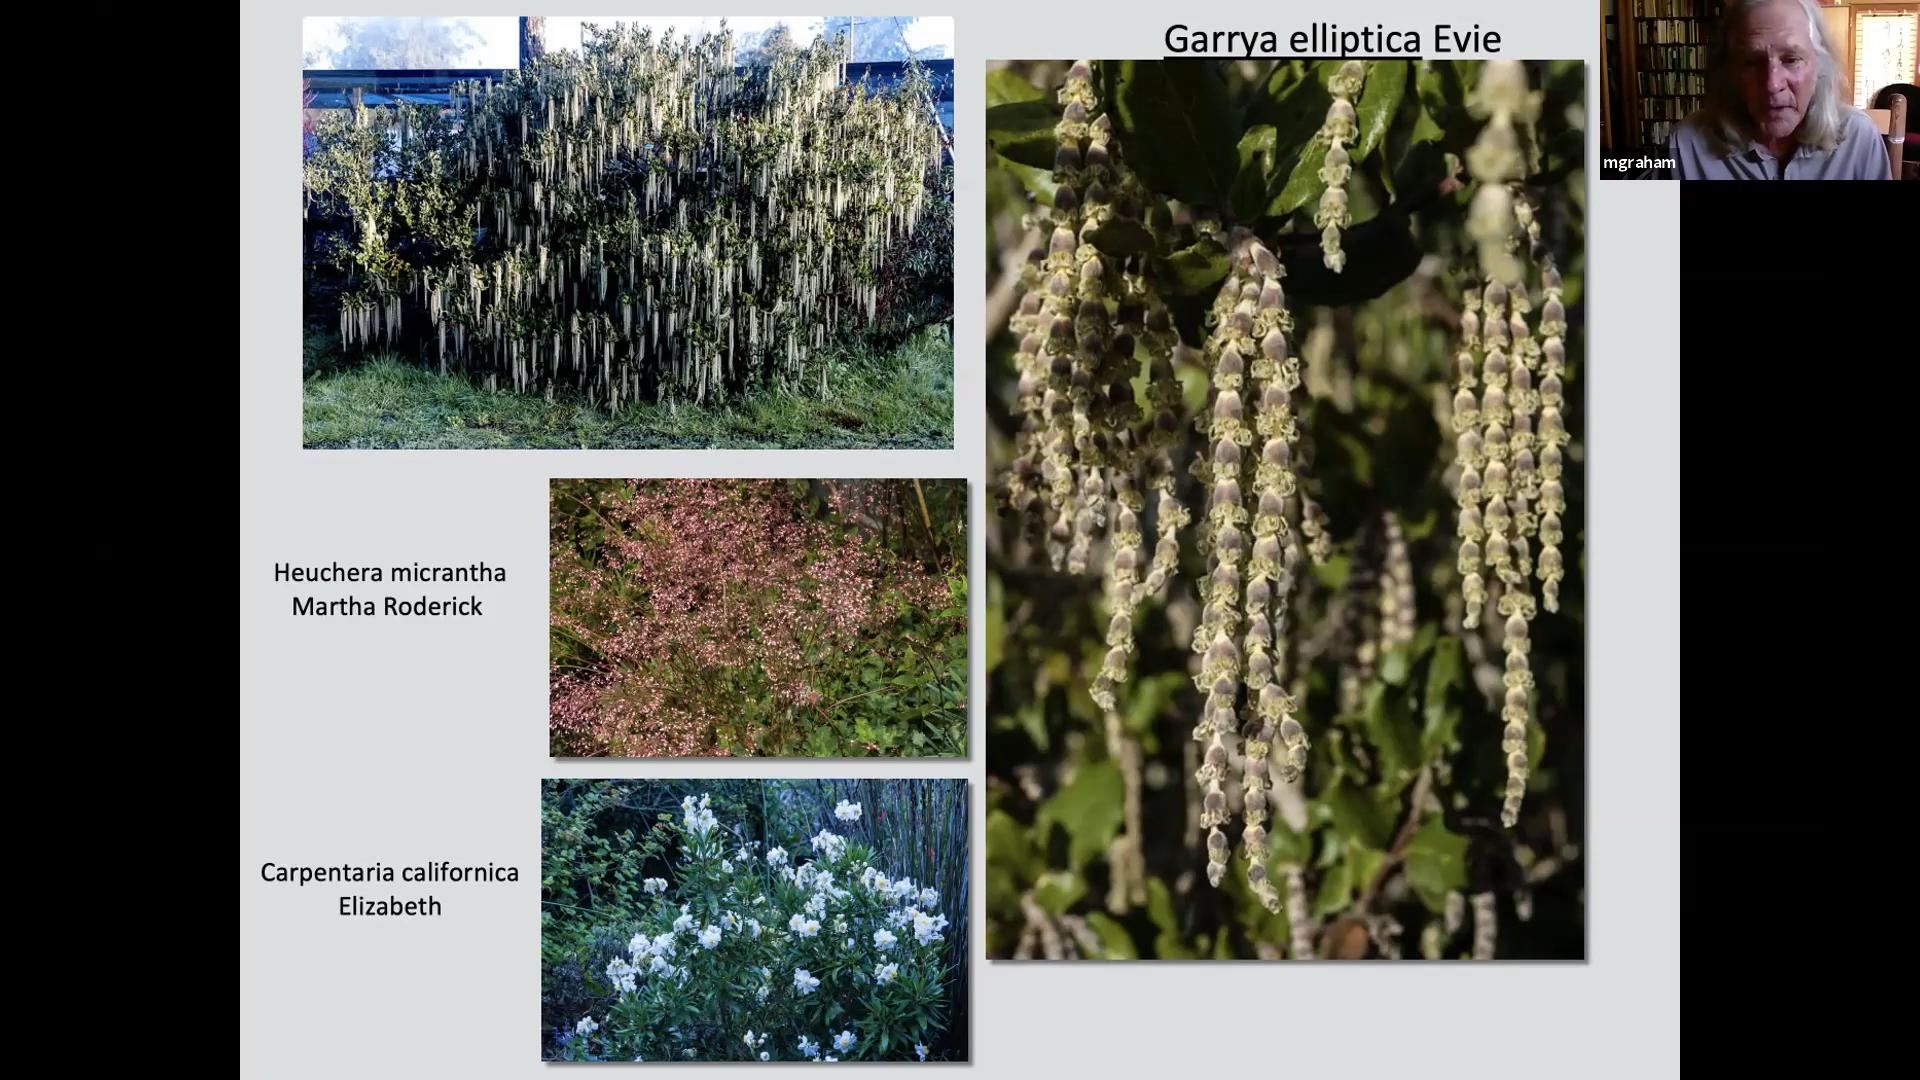 Garrya elliptica Evie
mgraham
Heuchera micrantha
Martha Roderick
Carpentaria californica
Elizabeth